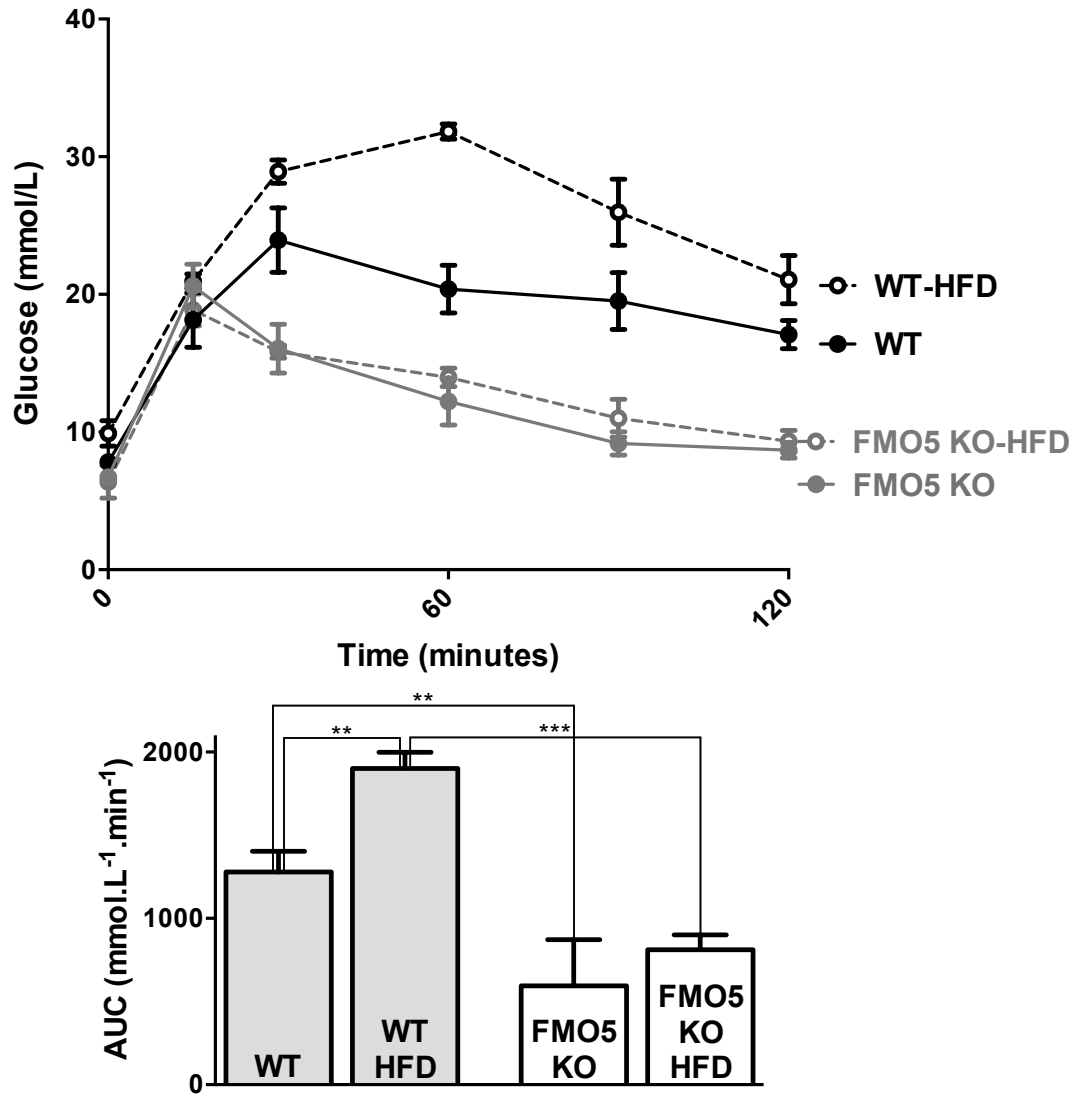 40
30
20
10
0
Glucose (mmol/L)
WT-HFD
WT
FMO5 KO-HFD
FMO5 KO
0
60
120
Time (minutes)
**
**
***
2000
1000
0
AUC (mmol.L⁻¹.min⁻¹)
WT
WT
HFD
FMO5
KO
FMO5
KO
HFD